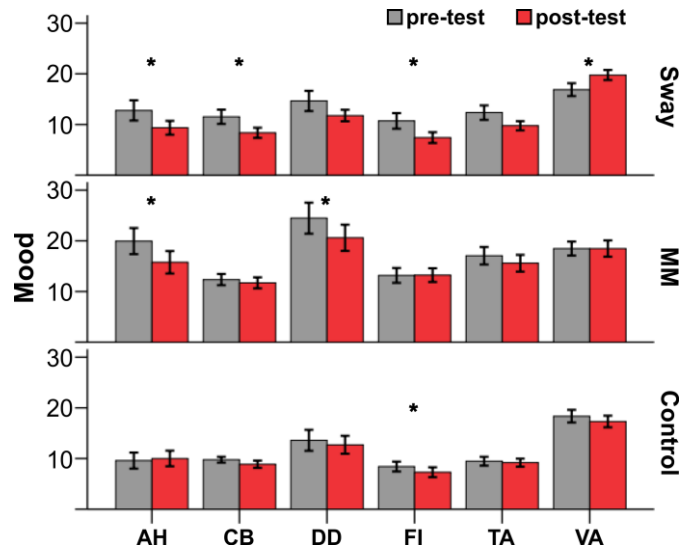 pre-test post-test
30
20
10
* * * *
Sway
30
20
10
* *
MM
Mood
30
20
10
*
Control
AH CB DD FI TA VA